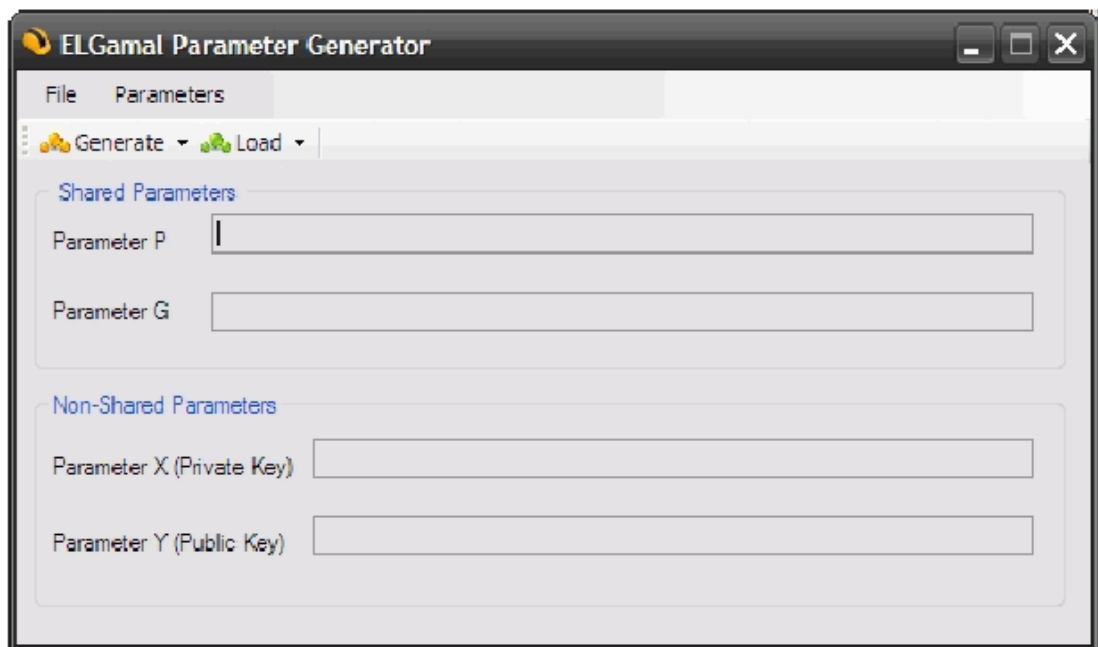 ELGamal Parameter Generator
File Parameters
Generate Load
Shared Parameters
Parameter P
Parameter G
Non-Shared Parameters
Parameter X (Private Key)
Parameter Y (Public Key)